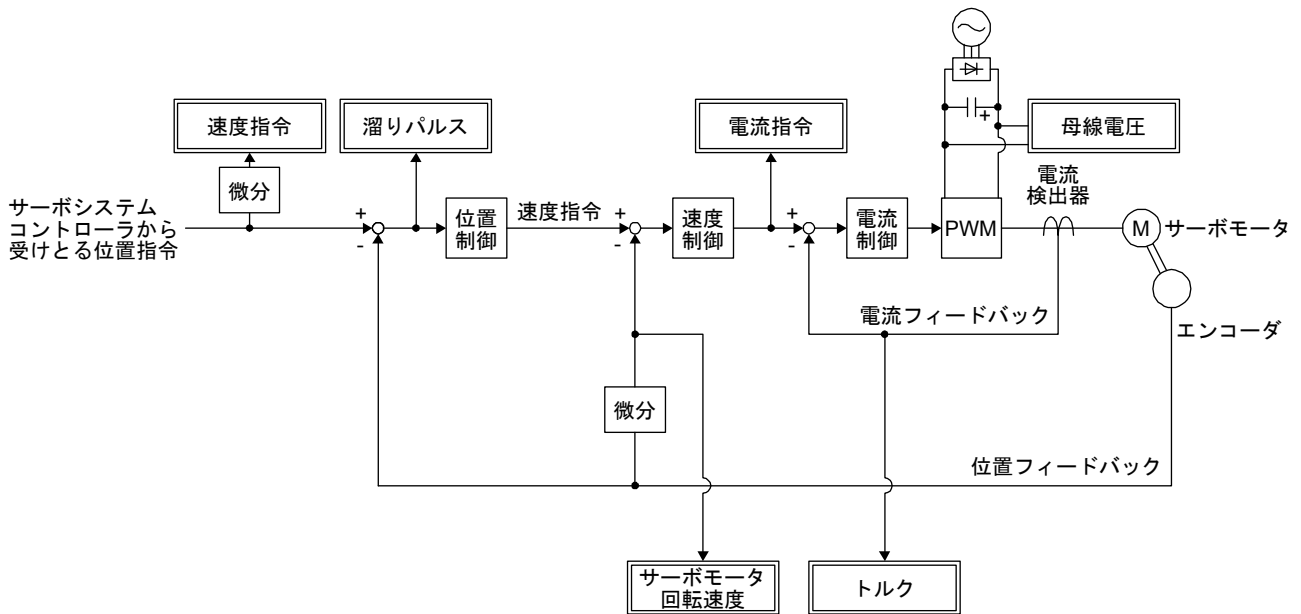 速度指令
溜りパルス
電流指令
母線電圧
微分
電流
検出器
サーボシステム
コントローラから
受けとる位置指令
+
-
位置
制御
速度指令
+
-
速度
制御
+
-
電流
制御
PWM
+
M
サーボモータ
電流フィードバック
エンコーダ
微分
位置フィードバック
サーボモータ
回転速度
トルク